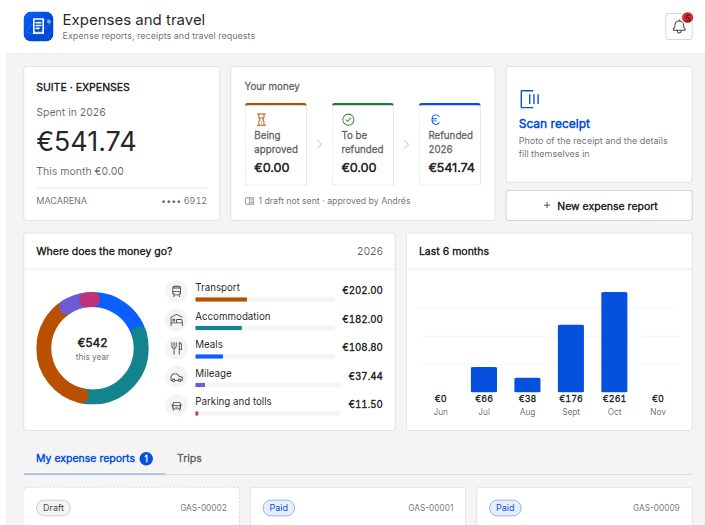 Expenses and travel
Expense reports, receipts and travel requests
5
SUITE · EXPENSES
Spent in 2026
€541.74
This month €0.00
MACARENA •••• 6912
Your money
Being approved
€0.00
To be refunded
€0.00
€
Refunded 2026
€541.74
1 draft not sent · approved by Andrés
Scan receipt
Photo of the receipt and the details
fill themselves in
+ New expense report
Where does the money go? 2026
€542
this year
Transport €202.00
Accommodation €182.00
Meals €108.80
Mileage €37.44
Parking and tolls €11.50
Last 6 months
€0 €66 €38 €176 €261 €0
Jun Jul Aug Sept Oct Nov
My expense reports 1 Trips
Draft GAS-00002
Paid GAS-00001
Paid GAS-00009